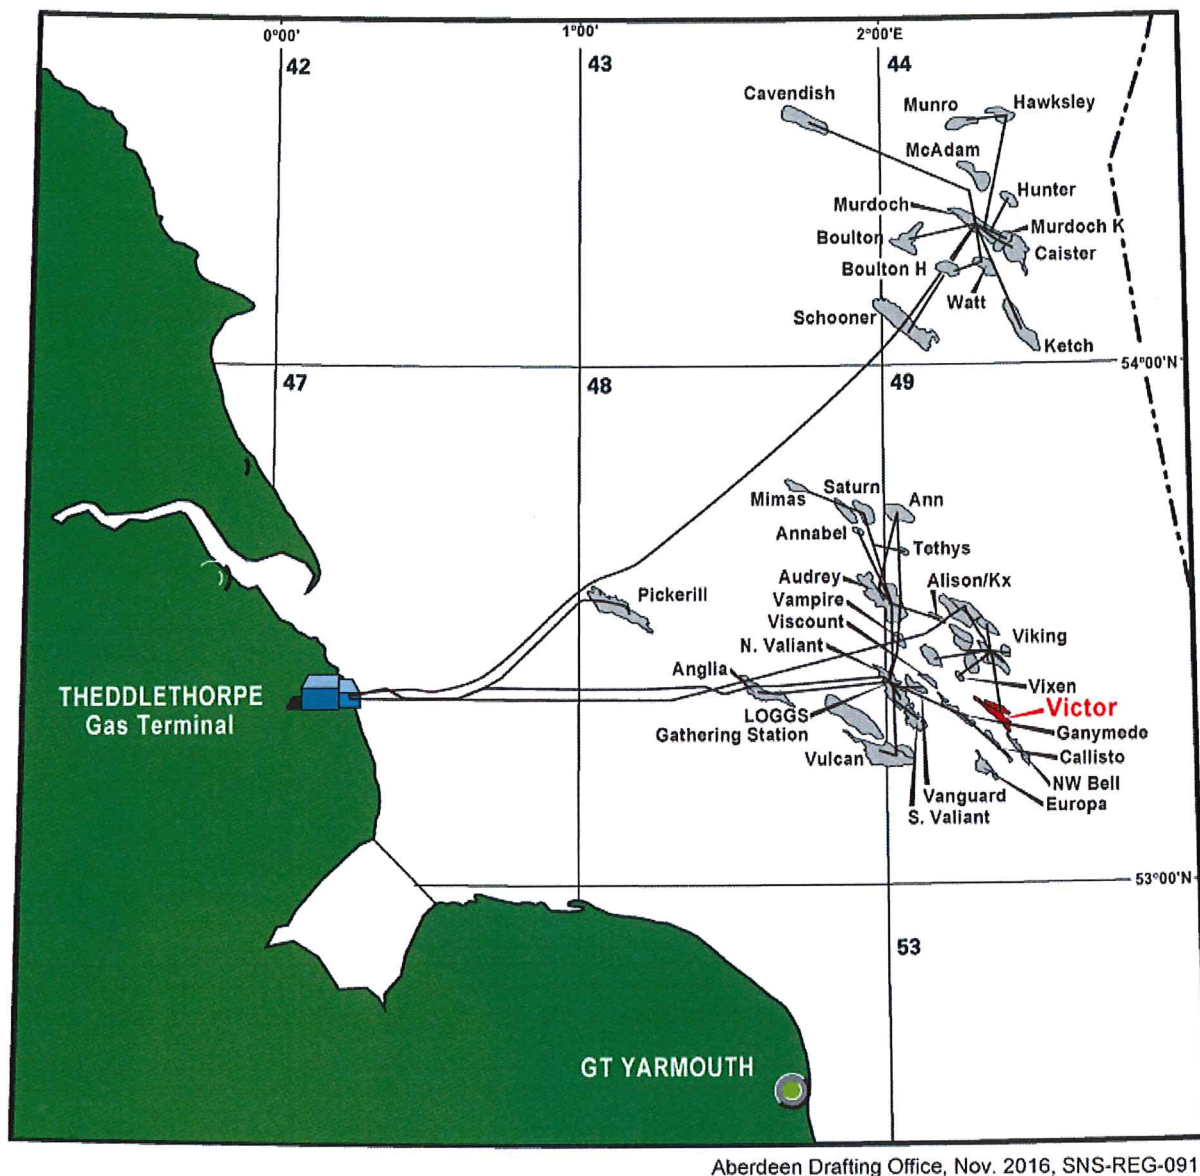 0°00'
1°00'
2°00'E
42
43
44
Cavendish
Munro
Hawksley
McAdam
Hunter
Murdoch
Murdoch K
Boulton
Caister
Boulton H
Watt
Schooner
Ketch
54°00'N
47
48
49
Mimas
Saturn
Ann
Annabel
Tethys
Audrey
Alison/Kx
Vampire
Pickerill
Viscount
Viking
N. Valiant
Anglia
Vixen
THEDDLETHORPE
Gas Terminal
Victor
LOGGS
Gathering Station
Ganymede
Vulcan
Callisto
NW Bell
Vanguard
Europa
S. Valiant
53°00'N
53
GT YARMOUTH
Aberdeen Drafting Office, Nov. 2016, SNS-REG-091